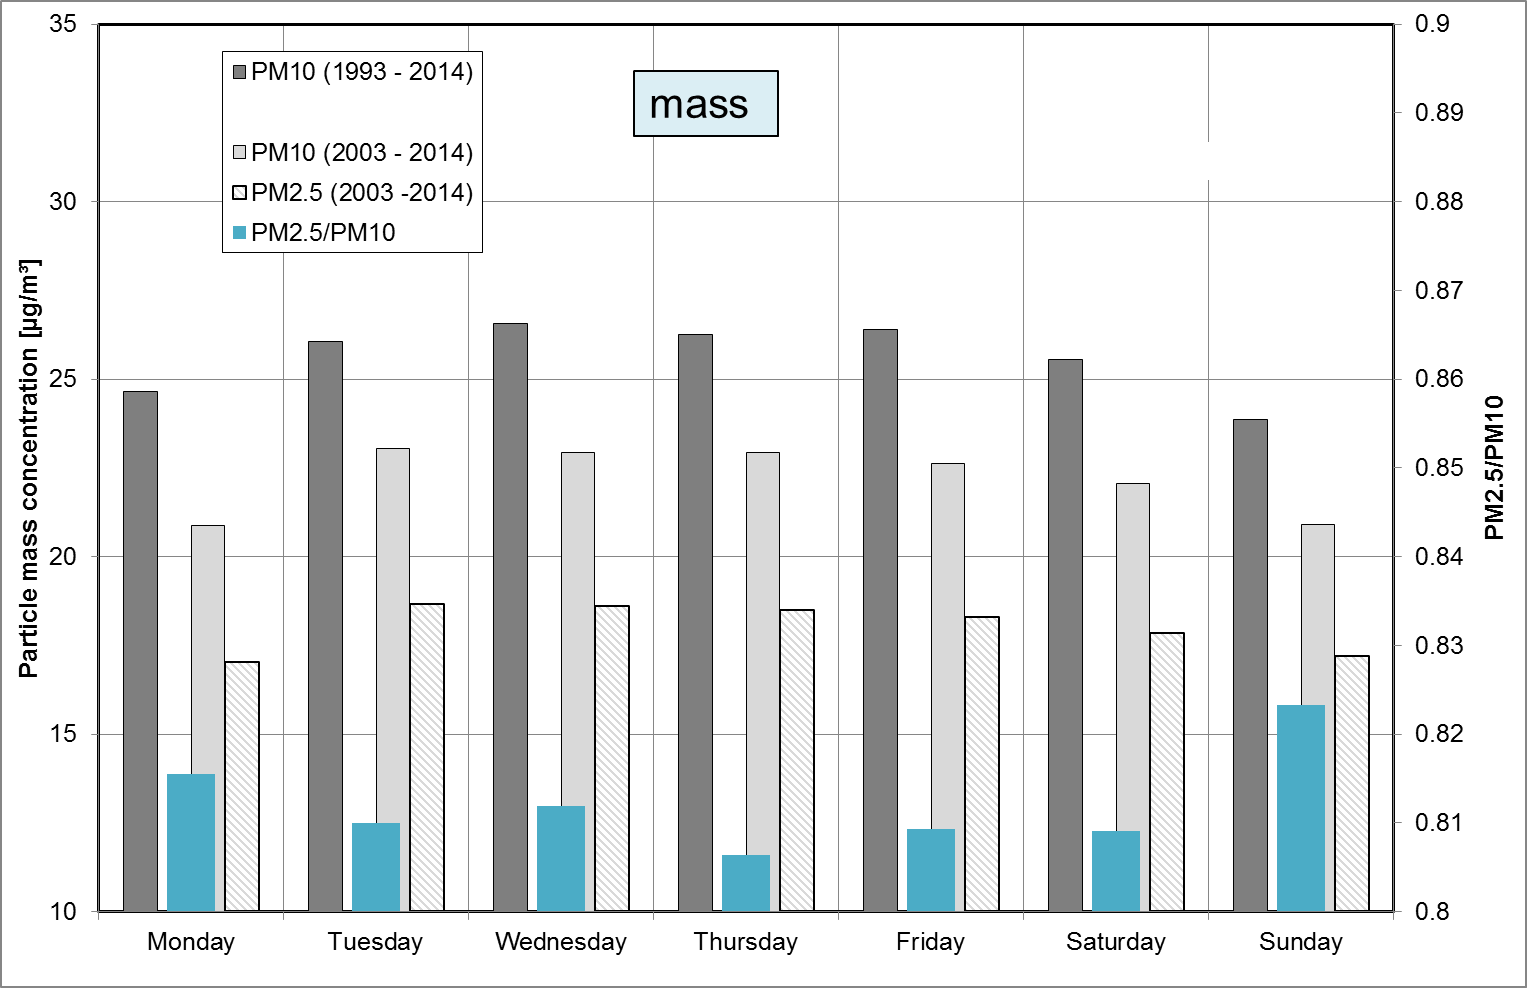 35
30
25
20
15
10
Particle mass concentration [µg/m³]
PM10 (1993 - 2014)
PM10 (2003 - 2014)
PM2.5 (2003 -2014)
PM2.5/PM10
mass
0.9
0.89
0.88
0.87
0.86
0.85
0.84
0.83
0.82
0.81
0.8
PM2.5/PM10
Monday
Tuesday
Wednesday
Thursday
Friday
Saturday
Sunday